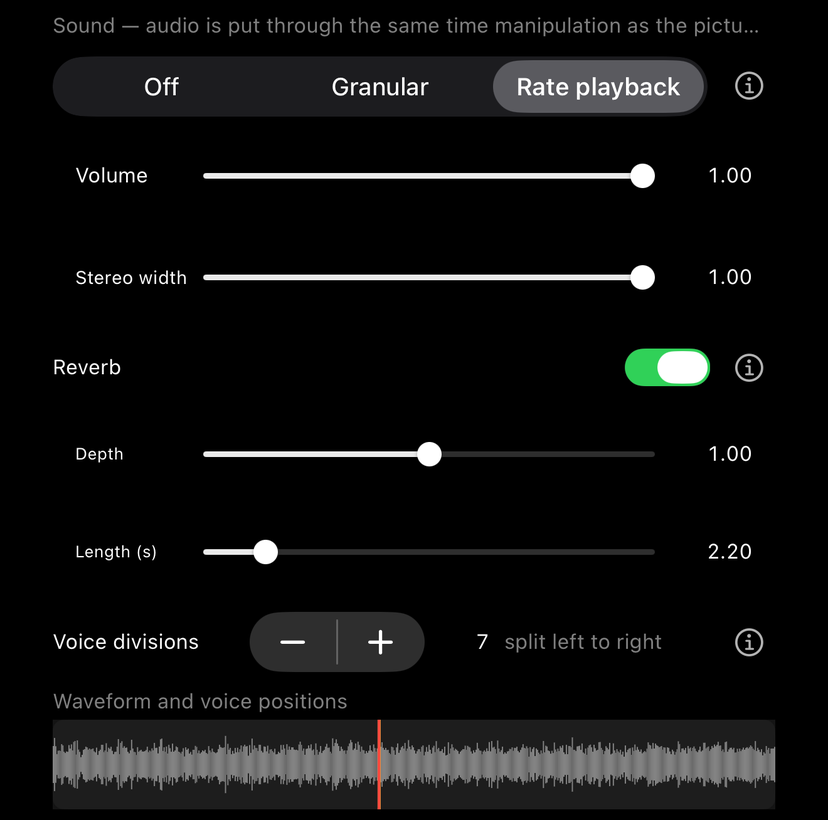 Sound — audio is put through the same time manipulation as the pictu...
Off Granular Rate playback
Volume 1.00
Stereo width 1.00
Reverb
Depth 1.00
Length (s) 2.20
Voice divisions − + 7 split left to right
Waveform and voice positions